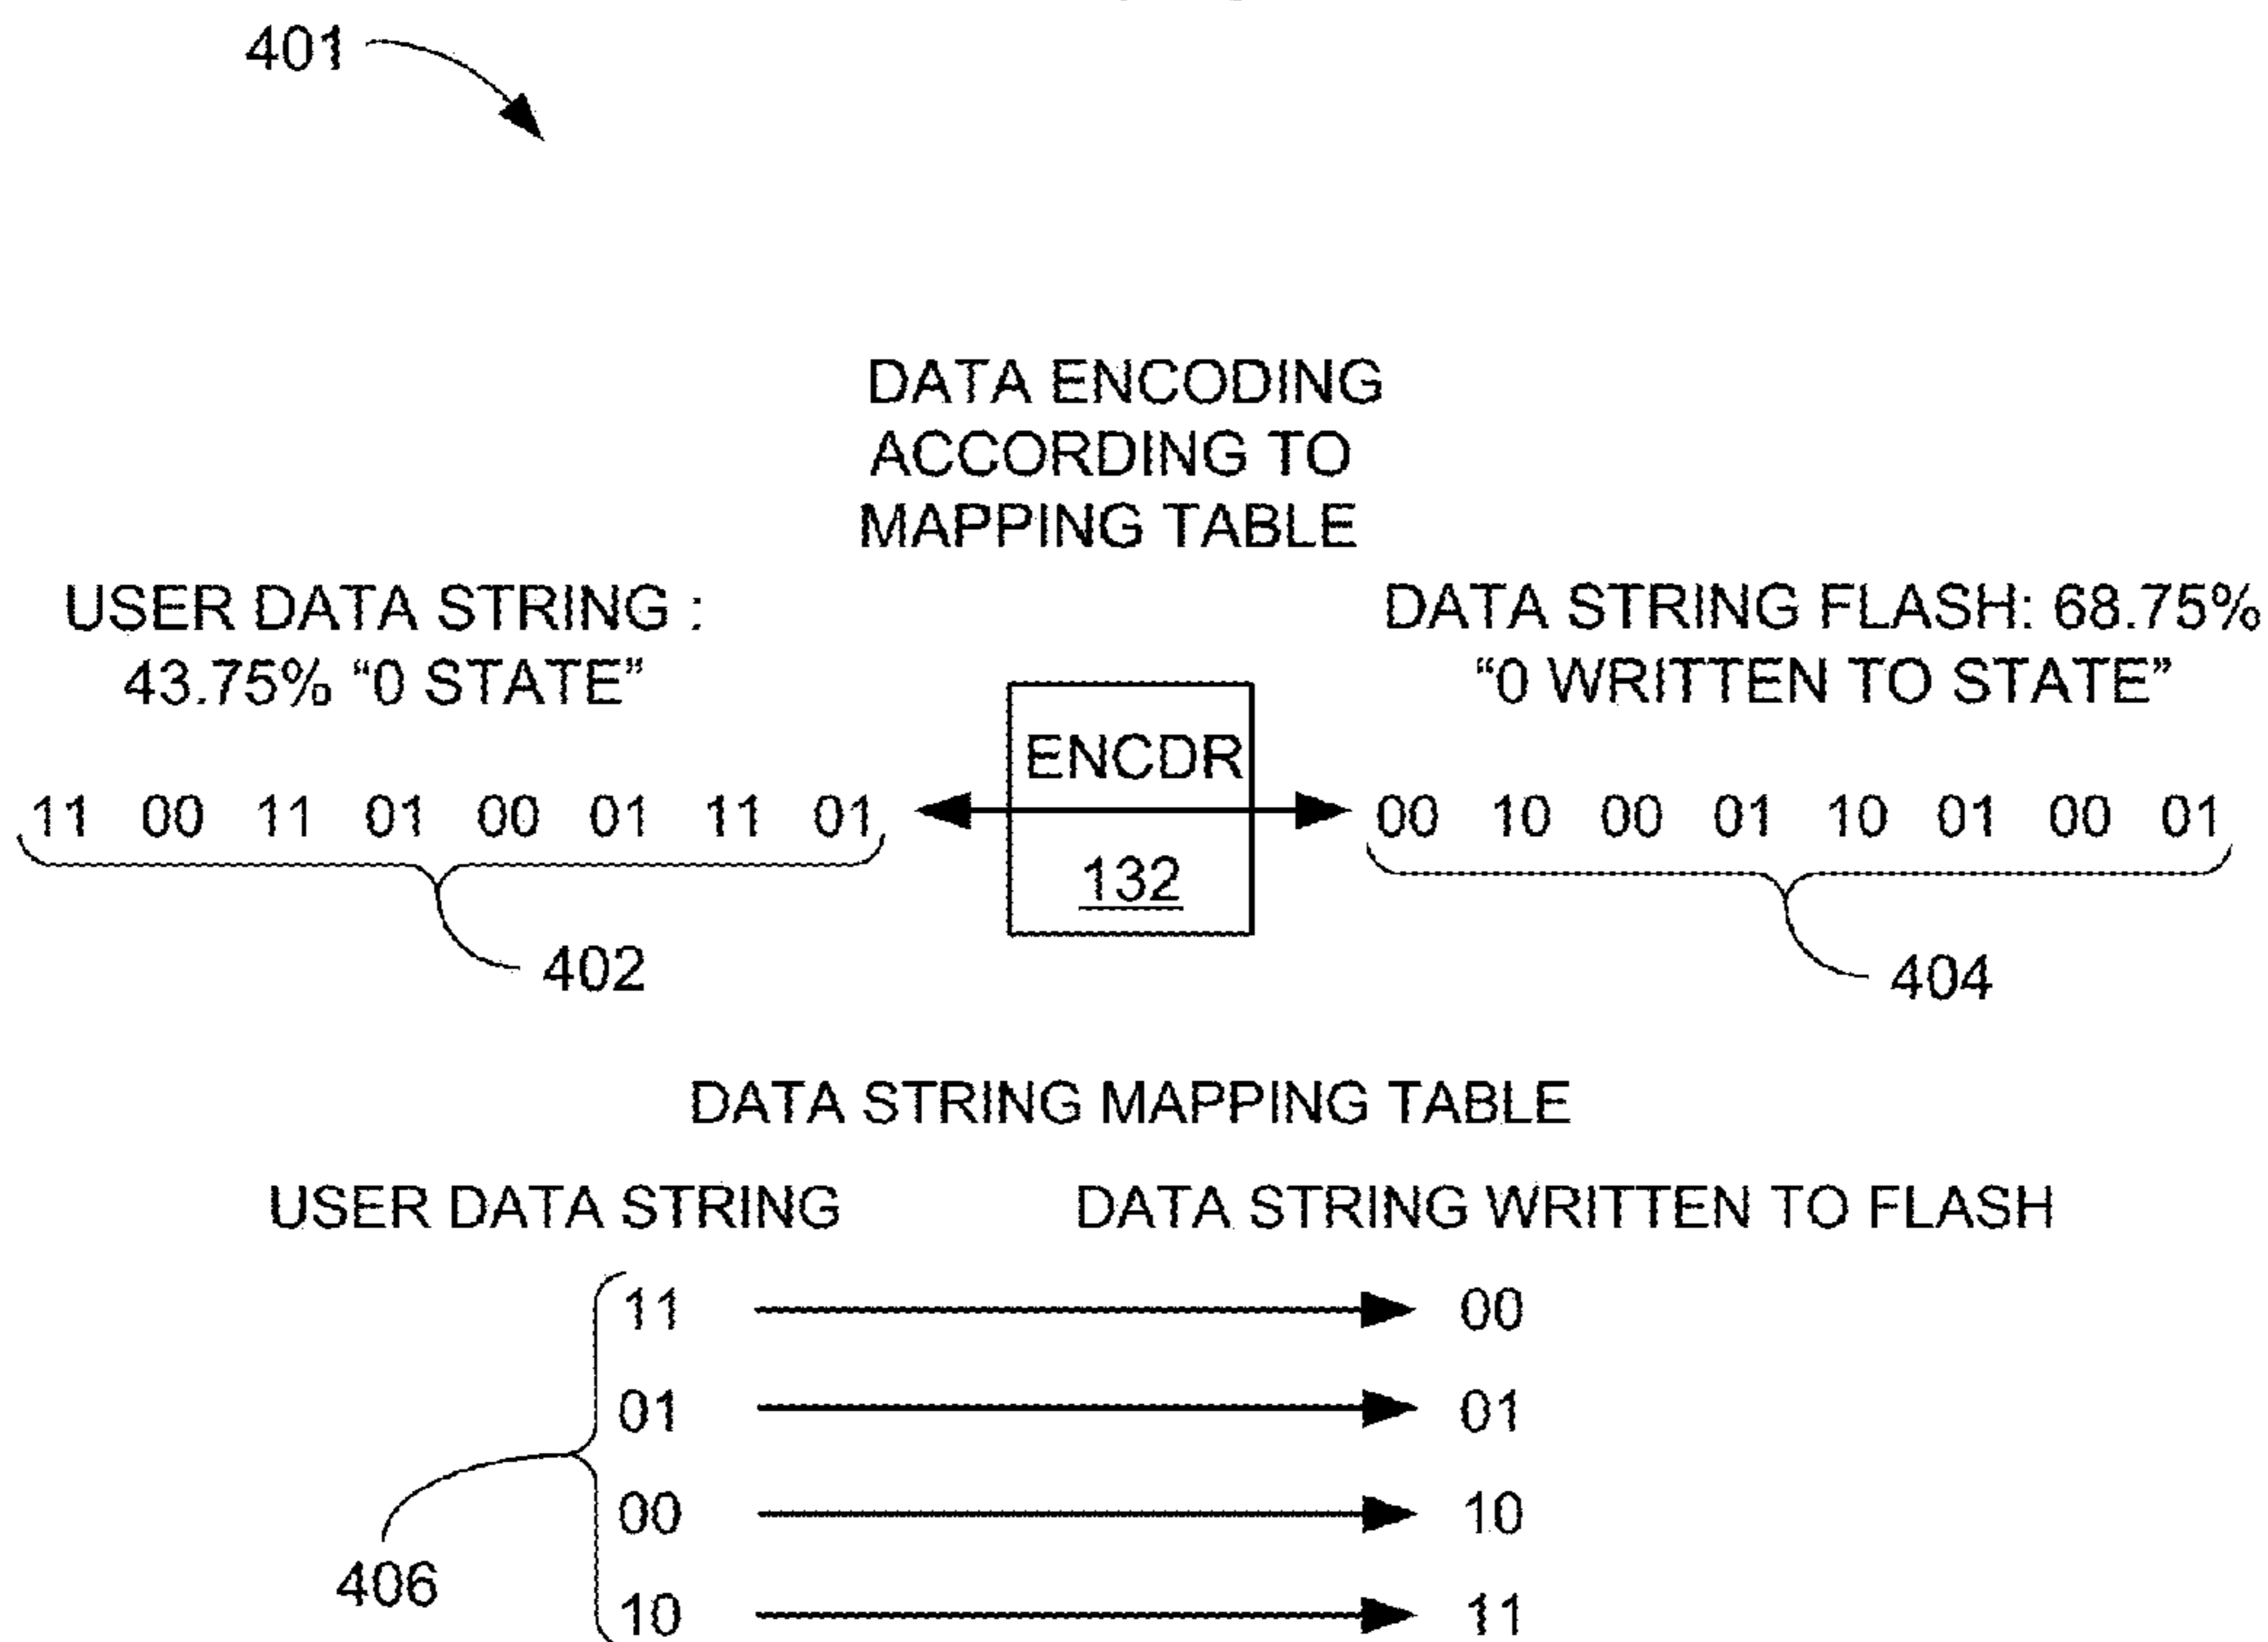 401
DATA ENCODING
ACCORDING TO
MAPPING TABLE
USER DATA STRING :
43.75% “0 STATE”
DATA STRING FLASH: 68.75%
“0 WRITTEN TO STATE”
ENCDR
132
11 00 11 01 00 01 11 01
00 10 00 01 10 01 00 01
402
404
DATA STRING MAPPING TABLE
USER DATA STRING DATA STRING WRITTEN TO FLASH
11 00
01 01
00 10
10 11
406